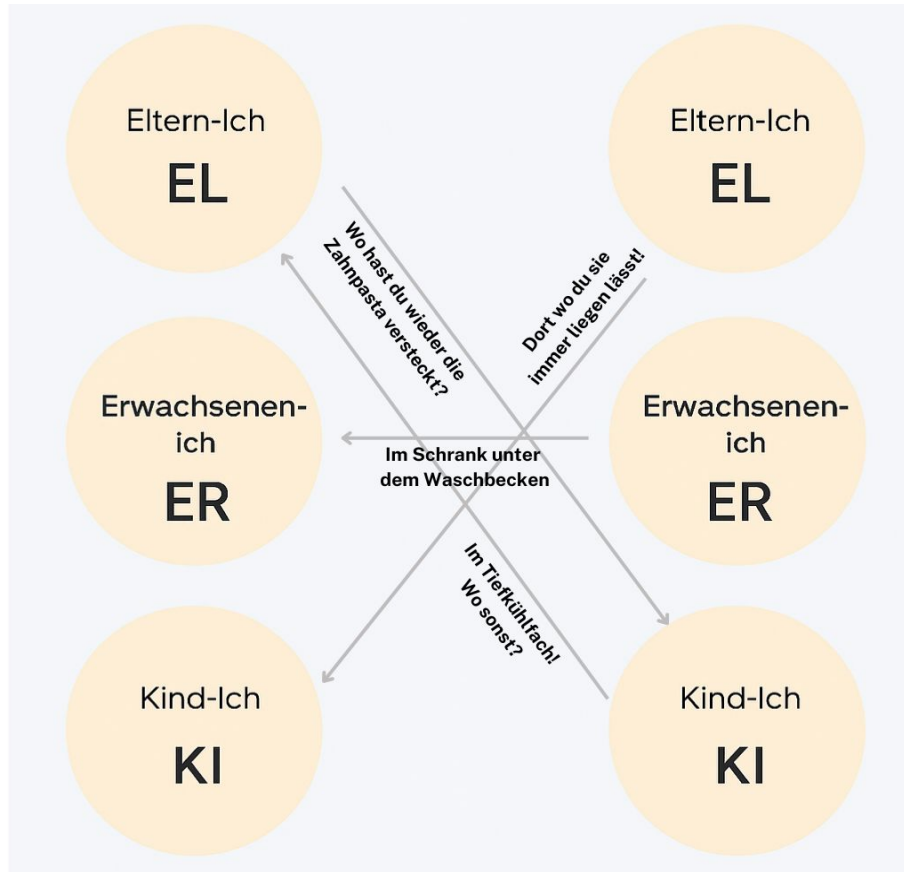 Eltern-Ich
EL
Eltern-Ich
EL
Wo hast du wieder die
Zahnpasta versteckt?
Dort wo du sie
immer liegen lässt!
Erwachsenen-
ich
ER
Erwachsenen-
ich
ER
Im Schrank unter
dem Waschbecken
Im Tiefkühlfach!
Wo sonst?
Kind-Ich
KI
Kind-Ich
KI